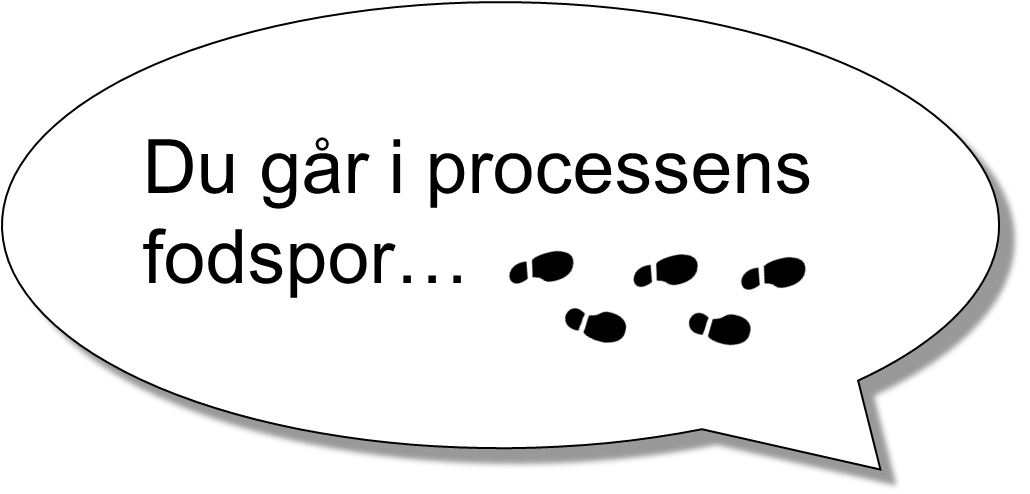 Du går i processens
fodspor…